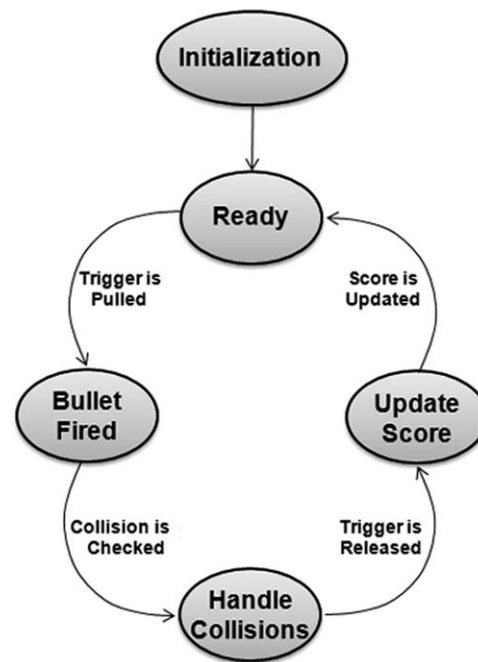 Initialization
Ready
Trigger is
Pulled
Score is
Updated
Bullet
Fired
Update
Score
Collision is
Checked
Trigger is
Released
Handle
Collisions